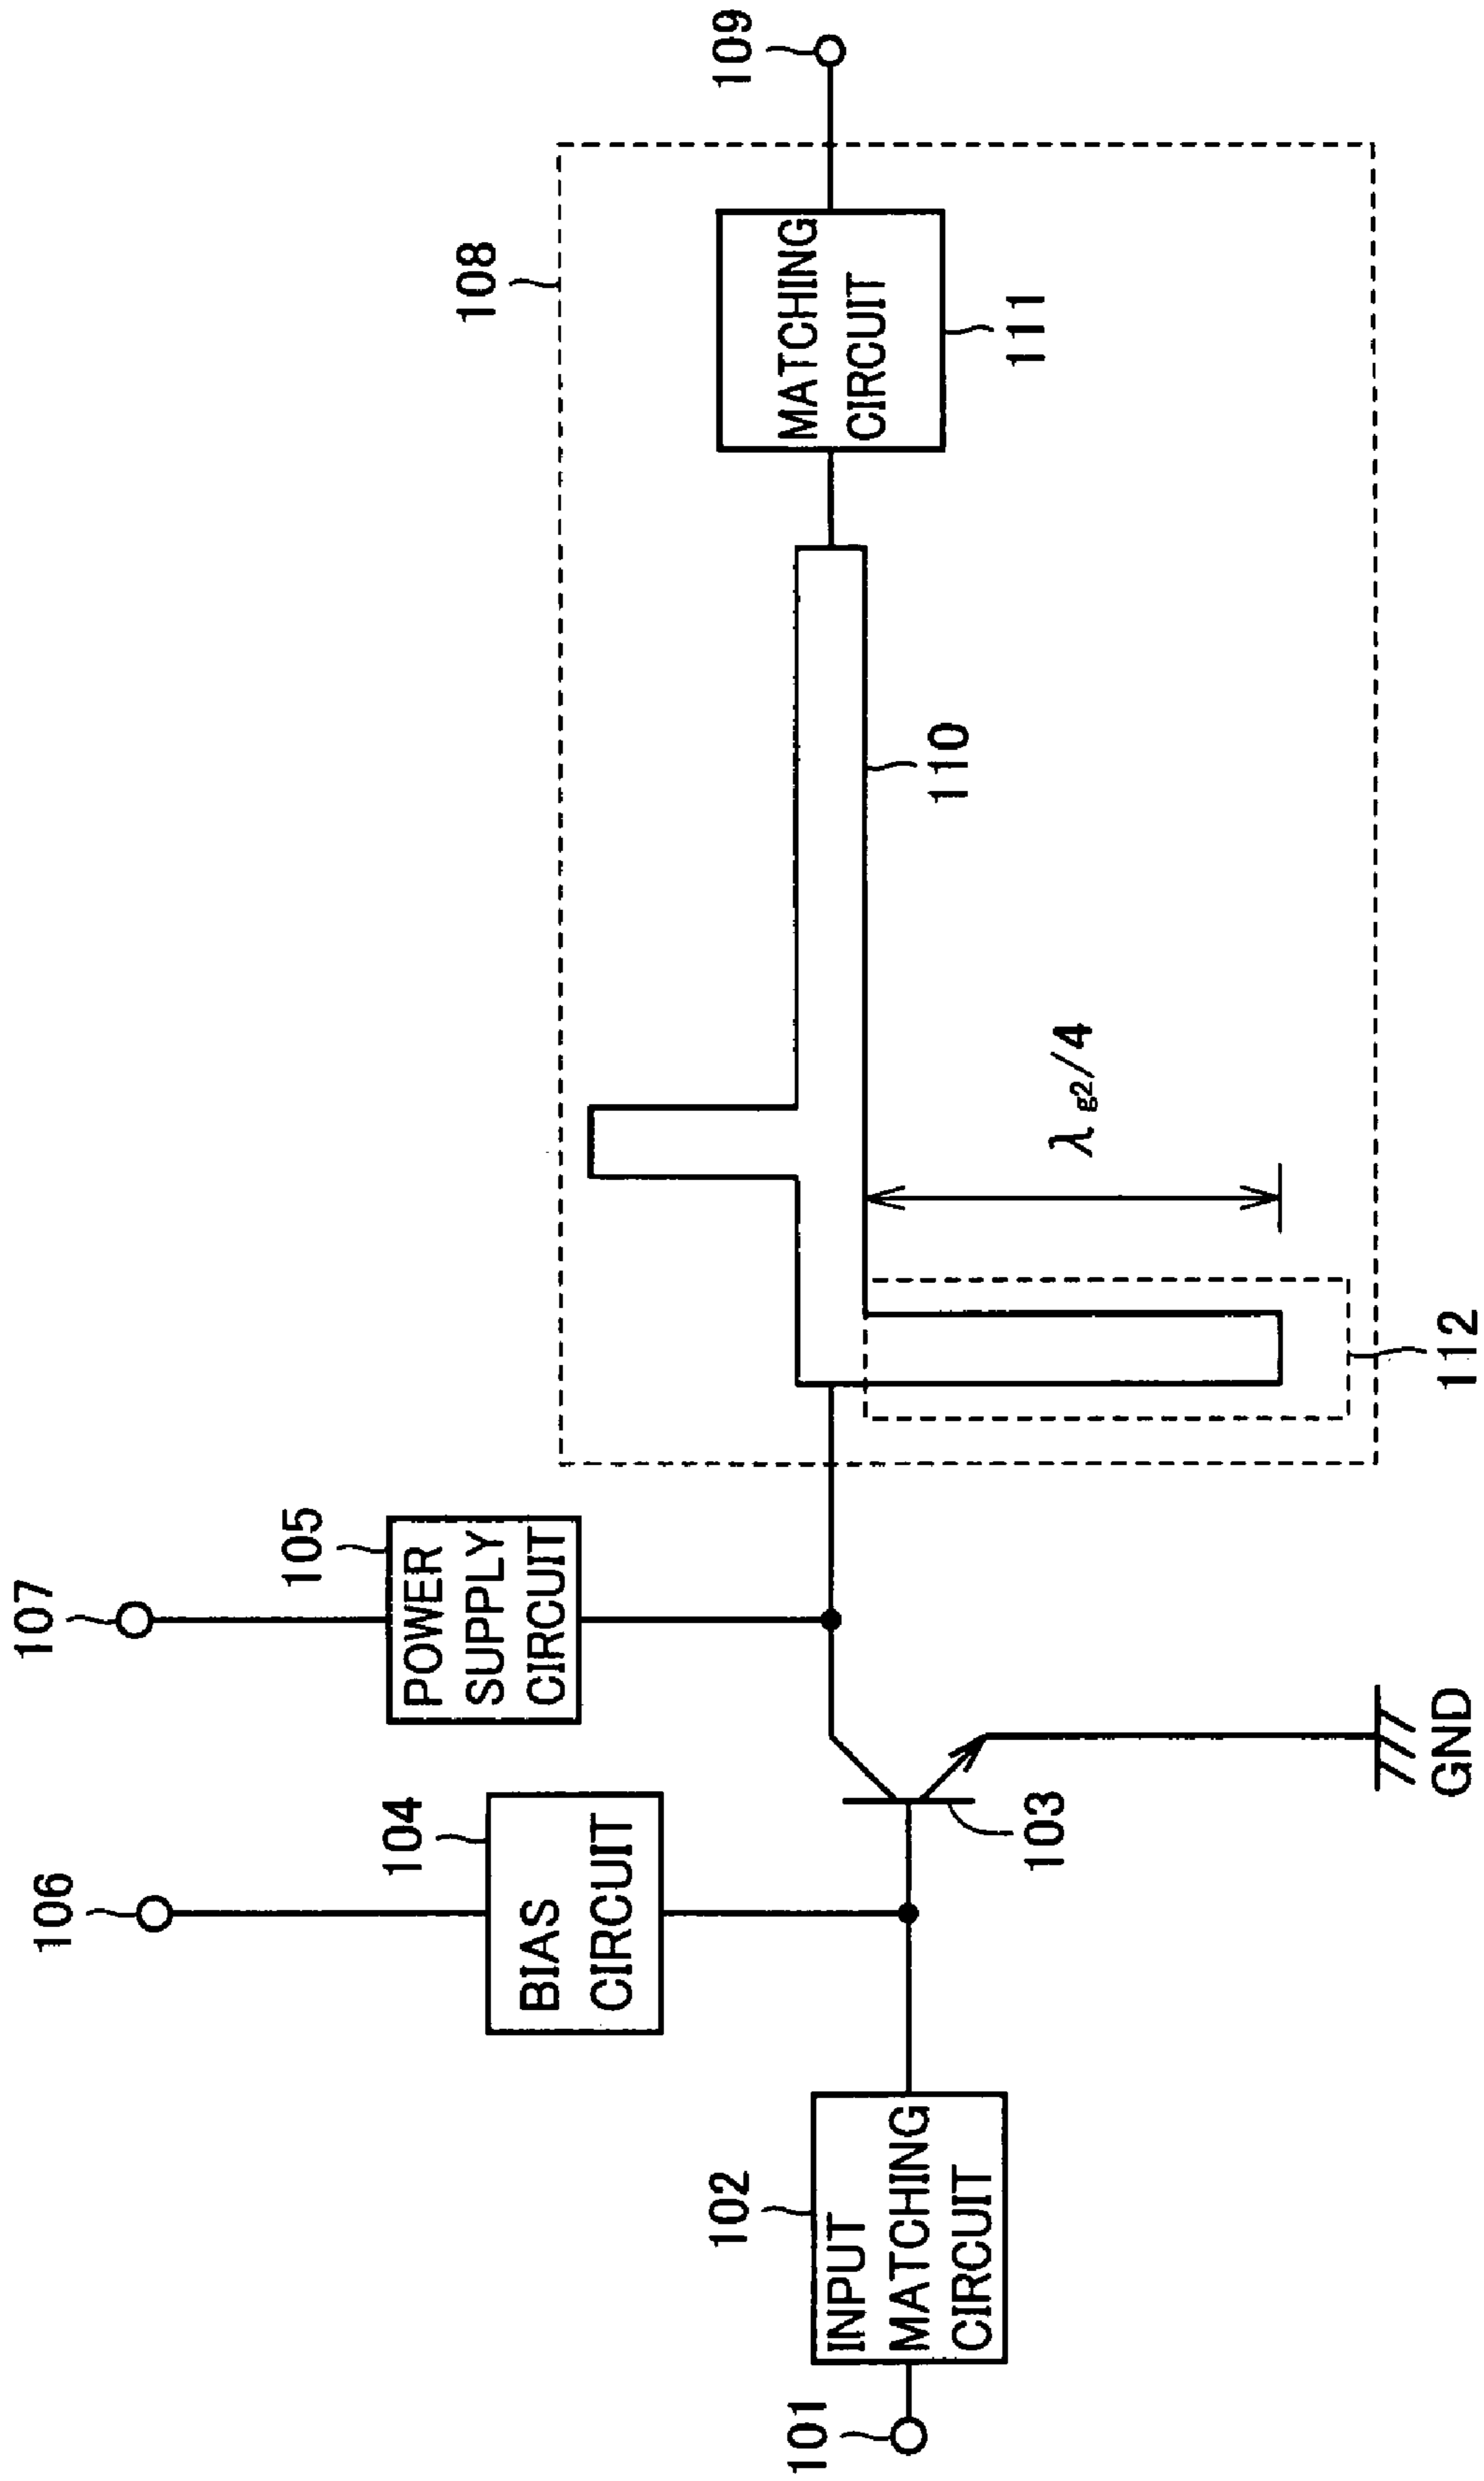 107
106
105
POWER
SUPPLY
CIRCUIT
104
BIAS
CIRCUIT
108
109
102
INPUT
MATCHING
CIRCUIT
101
103
GND
MATCHING
CIRCUIT
111
110
λg2/4
112